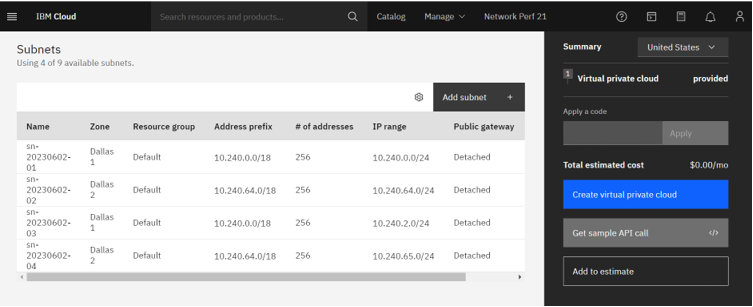 IBM Cloud Search resources and products... Catalog Manage Network Perf 21
Subnets
Using 4 of 9 available subnets.
Add subnet +
Name Zone Resource group Address prefix # of addresses IP range Public gateway
sn-20230602-01 Dallas 1 Default 10.240.0.0/18 256 10.240.0.0/24 Detached
sn-20230602-02 Dallas 2 Default 10.240.64.0/18 256 10.240.64.0/24 Detached
sn-20230602-03 Dallas 1 Default 10.240.0.0/18 256 10.240.2.0/24 Detached
sn-20230602-04 Dallas 2 Default 10.240.64.0/18 256 10.240.65.0/24 Detached
Summary United States
1 Virtual private cloud provided
Apply a code
Apply
Total estimated cost $0.00/mo
Create virtual private cloud
Get sample API call </>
Add to estimate